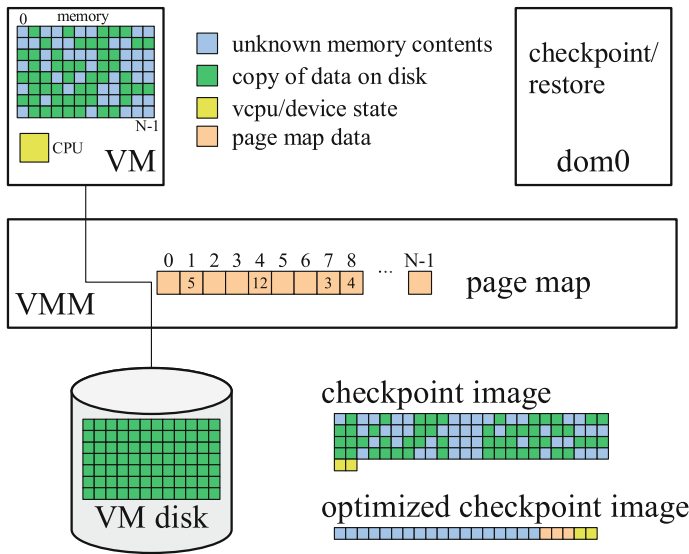 0
memory
N-1
CPU
VM
unknown memory contents
copy of data on disk
vcpu/device state
page map data
checkpoint/
restore
dom0
0 1 2 3 4 5 6 7 8 ... N-1
5 12 3 4
page map
VMM
VM disk
checkpoint image
optimized checkpoint image